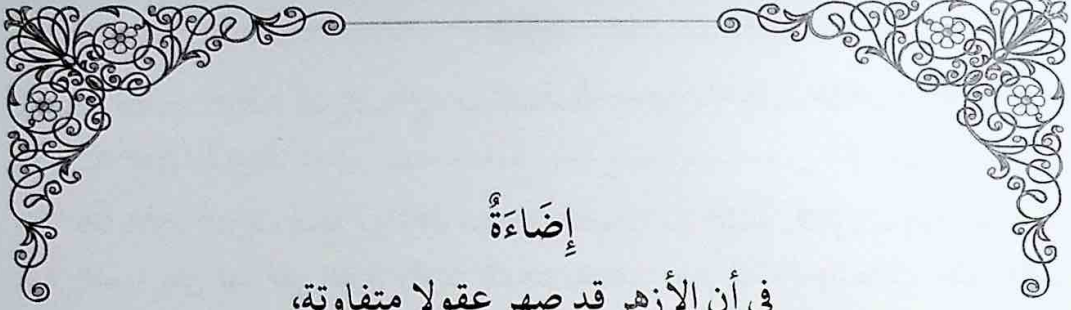 إِضَاءَةٌ
في أن الأزهر قد صهر عقولا متفاوتة،